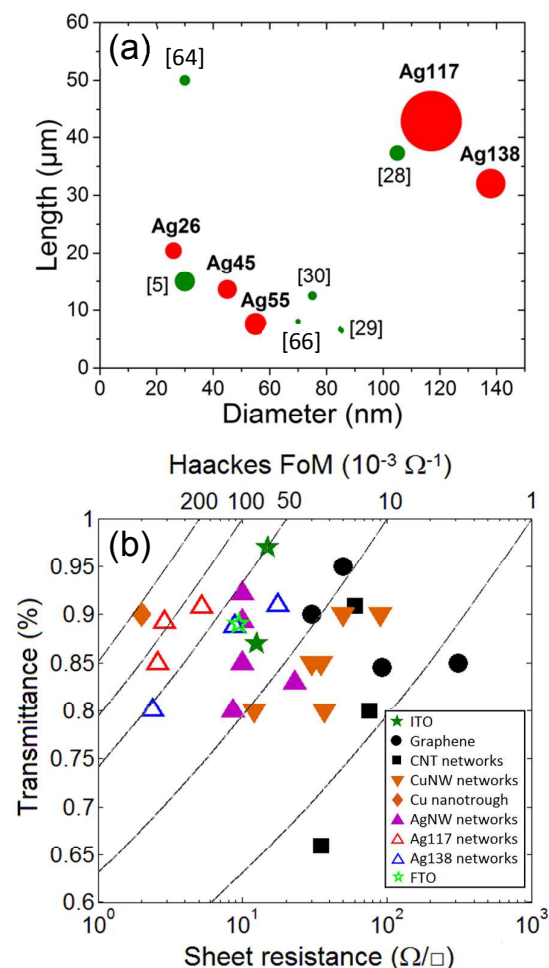 (a)
60
50
40
30
20
10
0
Length (µm)
[64]
Ag117
Ag138
[28]
Ag26
[5]
Ag45
Ag55
[30]
[66]
[29]
0 20 40 60 80 100 120 140
Diameter (nm)
Haackes FoM (10⁻³ Ω⁻¹)
200 100 50 10 1
(b)
1
0.95
0.9
0.85
0.8
0.75
0.7
0.65
0.6
Transmittance (%)
ITO
Graphene
CNT networks
CuNW networks
Cu nanotrough
AgNW networks
Ag117 networks
Ag138 networks
FTO
10⁰ 10¹ 10² 10³
Sheet resistance (Ω/□)